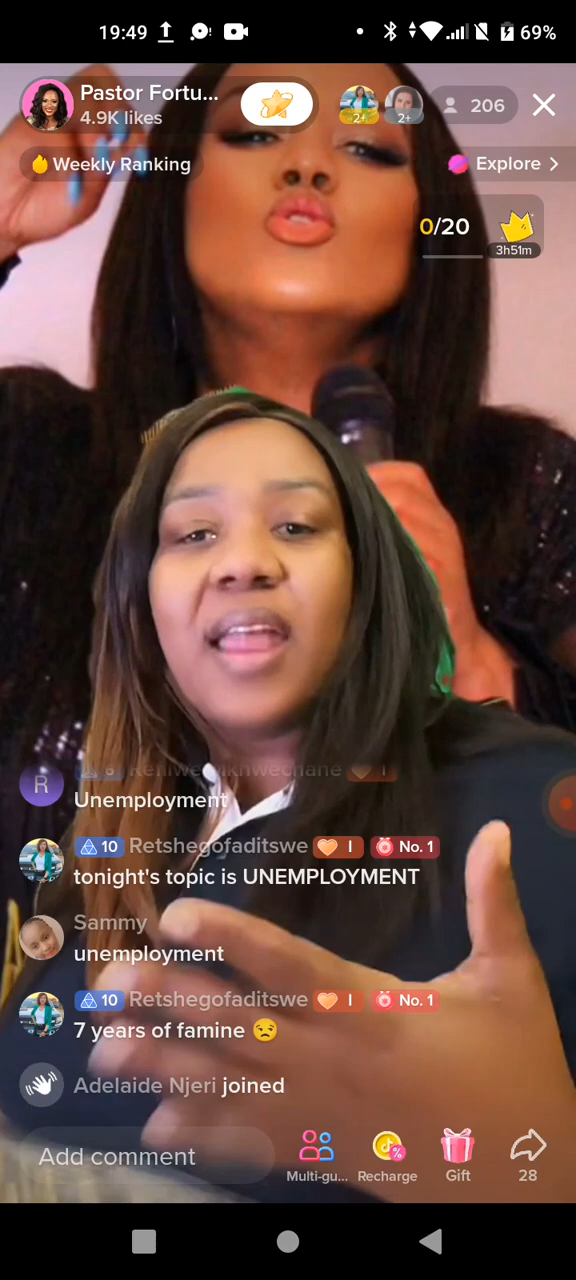 19:49
69%
Pastor Fortu...
4.9K likes
2+
2+
206
Weekly Ranking
Explore
0/20
3h51m
R
Unemployment
10 Retshegofaditswe I No. 1
tonight's topic is UNEMPLOYMENT
Sammy
unemployment
10 Retshegofaditswe I No. 1
7 years of famine
Adelaide Njeri joined
Add comment
Multi-gu...
Recharge
Gift
28